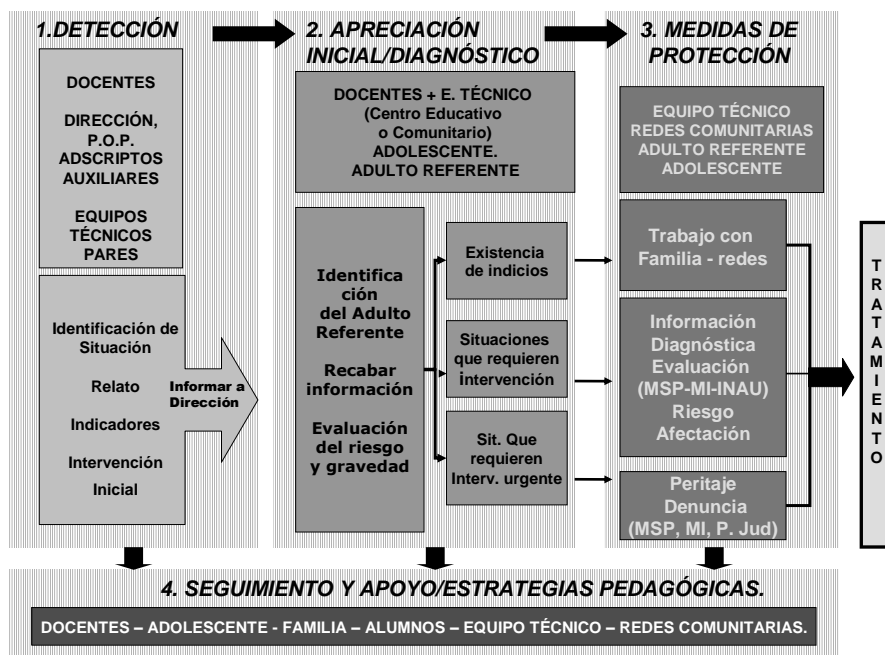 1.DETECCIÓN
DOCENTES
DIRECCIÓN,
P.O.P.
ADSCRIPTOS
AUXILIARES
EQUIPOS
TÉCNICOS
PARES
Identificación de
Situación
Relato
Indicadores
Intervención
Inicial
Informar a
Dirección
2. APRECIACIÓN
INICIAL/DIAGNÓSTICO
DOCENTES + E. TÉCNICO
(Centro Educativo
o Comunitario)
ADOLESCENTE.
ADULTO REFERENTE
Identifica
ción
del Adulto
Referente
Recabar
información
Evaluación
del riesgo
y gravedad
Existencia
de indicios
Situaciones
que requieren
intervención
Sit. Que
requieren
Interv. urgente
3. MEDIDAS DE
PROTECCIÓN
EQUIPO TÉCNICO
REDES COMUNITARIAS
ADULTO REFERENTE
ADOLESCENTE
Trabajo con
Familia - redes
Información
Diagnóstica
Evaluación
(MSP-MI-INAU)
Riesgo
Afectación
Peritaje
Denuncia
(MSP, MI, P. Jud)
TRATAMIENTO
4. SEGUIMIENTO Y APOYO/ESTRATEGIAS PEDAGÓGICAS.
DOCENTES – ADOLESCENTE - FAMILIA – ALUMNOS – EQUIPO TÉCNICO – REDES COMUNITARIAS.